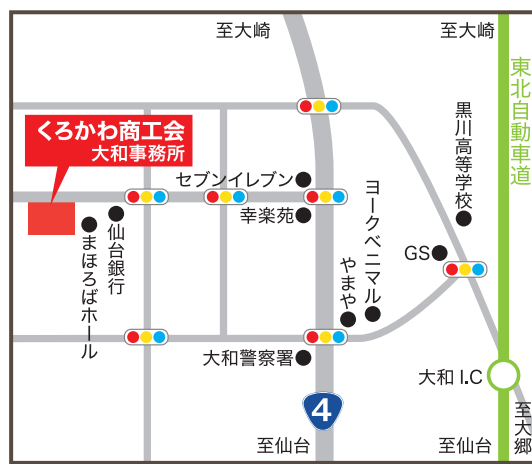 至大崎
至大崎
東北自動車道
黒川高等学校
くろかわ商工会
大和事務所
セブンイレブン
幸楽苑
ヨークベニマル
やまや
仙台銀行
まほろばホール
GS
大和警察署
大和 I.C
4
至仙台
至仙台
至大郷